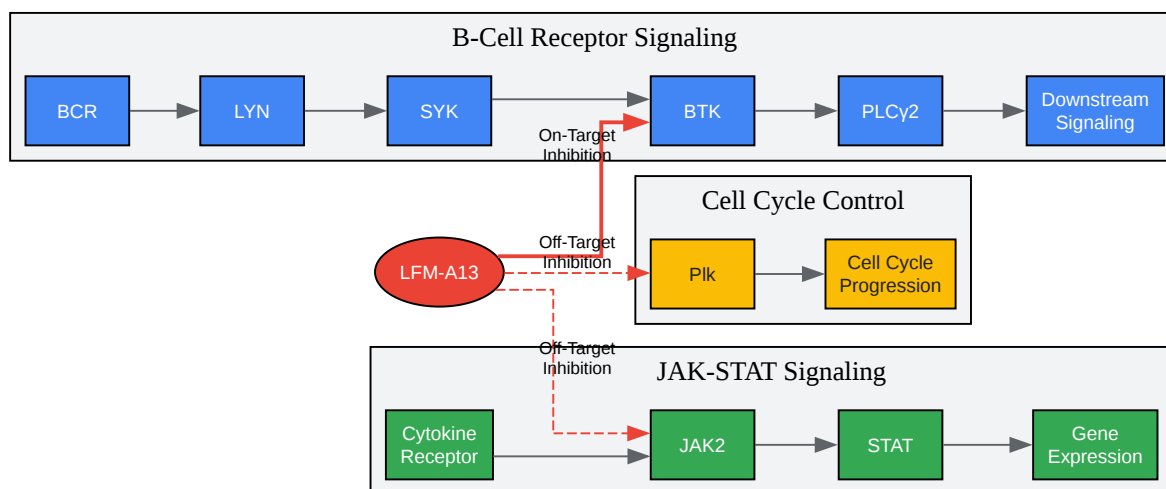 B-Cell Receptor Signaling
BCR
LYN
SYK
BTK
PLCγ2
Downstream
Signaling
On-Target
Inhibition
Cell Cycle Control
Off-Target
Inhibition
LFM-A13
Plk
Cell Cycle
Progression
Off-Target
Inhibition
JAK-STAT Signaling
Cytokine
Receptor
JAK2
STAT
Gene
Expression